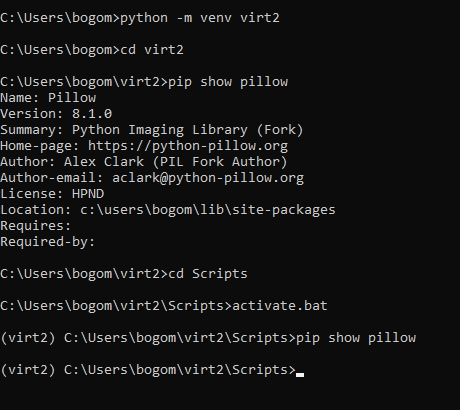 C:\Users\bogom>python -m venv virt2
C:\Users\bogom>cd virt2
C:\Users\bogom\virt2>pip show pillow
Name: Pillow
Version: 8.1.0
Summary: Python Imaging Library (Fork)
Home-page: https://python-pillow.org
Author: Alex Clark (PIL Fork Author)
Author-email: aclark@python-pillow.org
License: HPND
Location: c:\users\bogom\lib\site-packages
Requires:
Required-by:
C:\Users\bogom\virt2>cd Scripts
C:\Users\bogom\virt2\Scripts>activate.bat
(virt2) C:\Users\bogom\virt2\Scripts>pip show pillow
(virt2) C:\Users\bogom\virt2\Scripts>